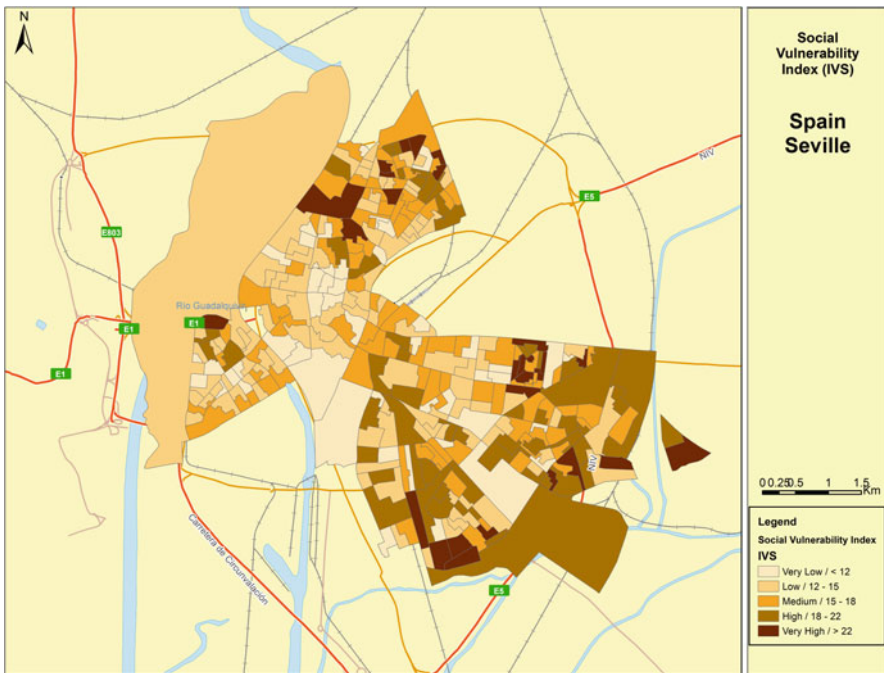 N
NIV
E5
E803
Río Guadalquivir
E1
E1
E1
NIV
Carretera de Circunvalación
E5
Social
Vulnerability
Index (IVS)
Spain
Seville
0 0.25 0.5 1 1.5
Km
Legend
Social Vulnerability Index
IVS
Very Low / < 12
Low / 12 - 15
Medium / 15 - 18
High / 18 - 22
Very High / > 22